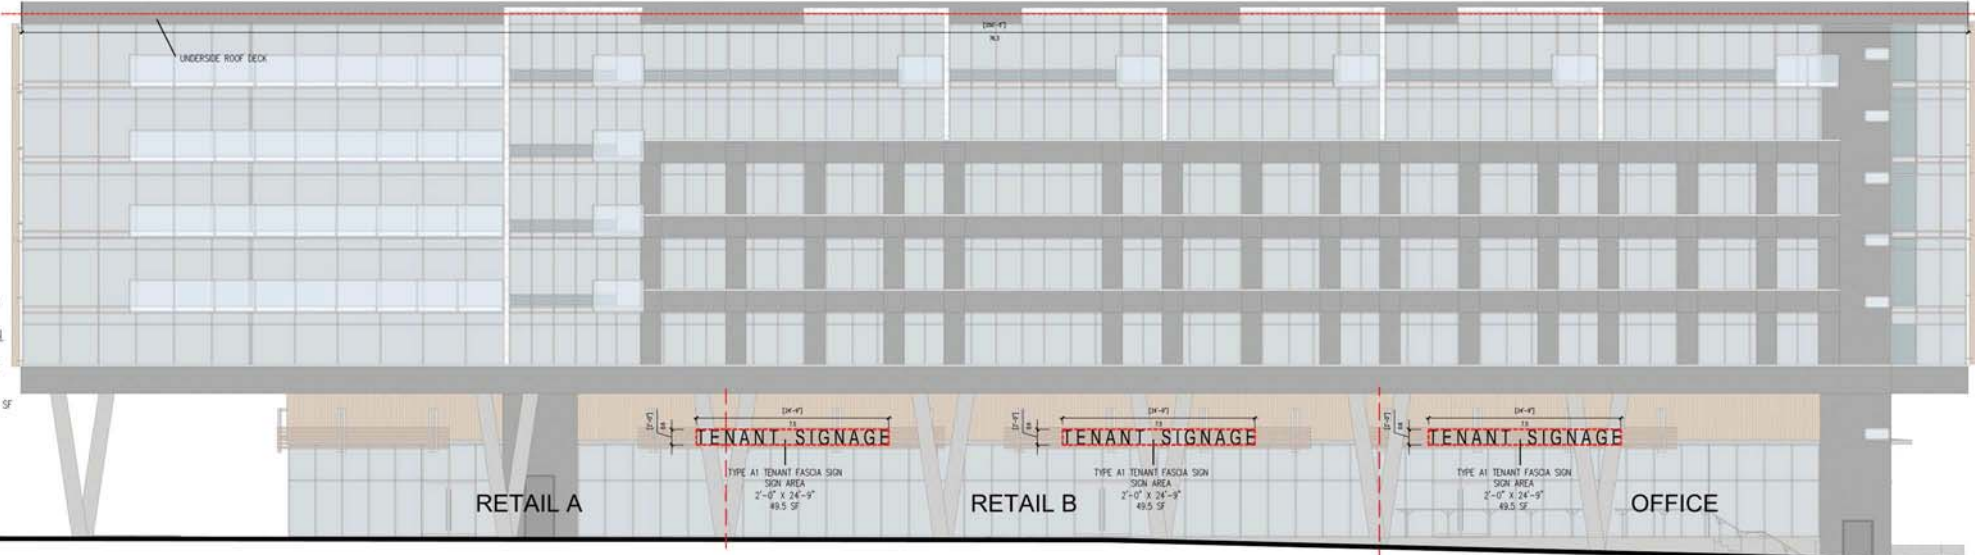 UNDERSIDE ROOF DECK
SF
TENANT SIGNAGE
TYPE A1 TENANT FASCIA SIGN
SIGN AREA
2'-0" X 24'-9"
49.5 SF
TENANT SIGNAGE
TYPE A1 TENANT FASCIA SIGN
SIGN AREA
2'-0" X 24'-9"
49.5 SF
TENANT SIGNAGE
TYPE A1 TENANT FASCIA SIGN
SIGN AREA
2'-0" X 24'-9"
49.5 SF
RETAIL A
RETAIL B
OFFICE